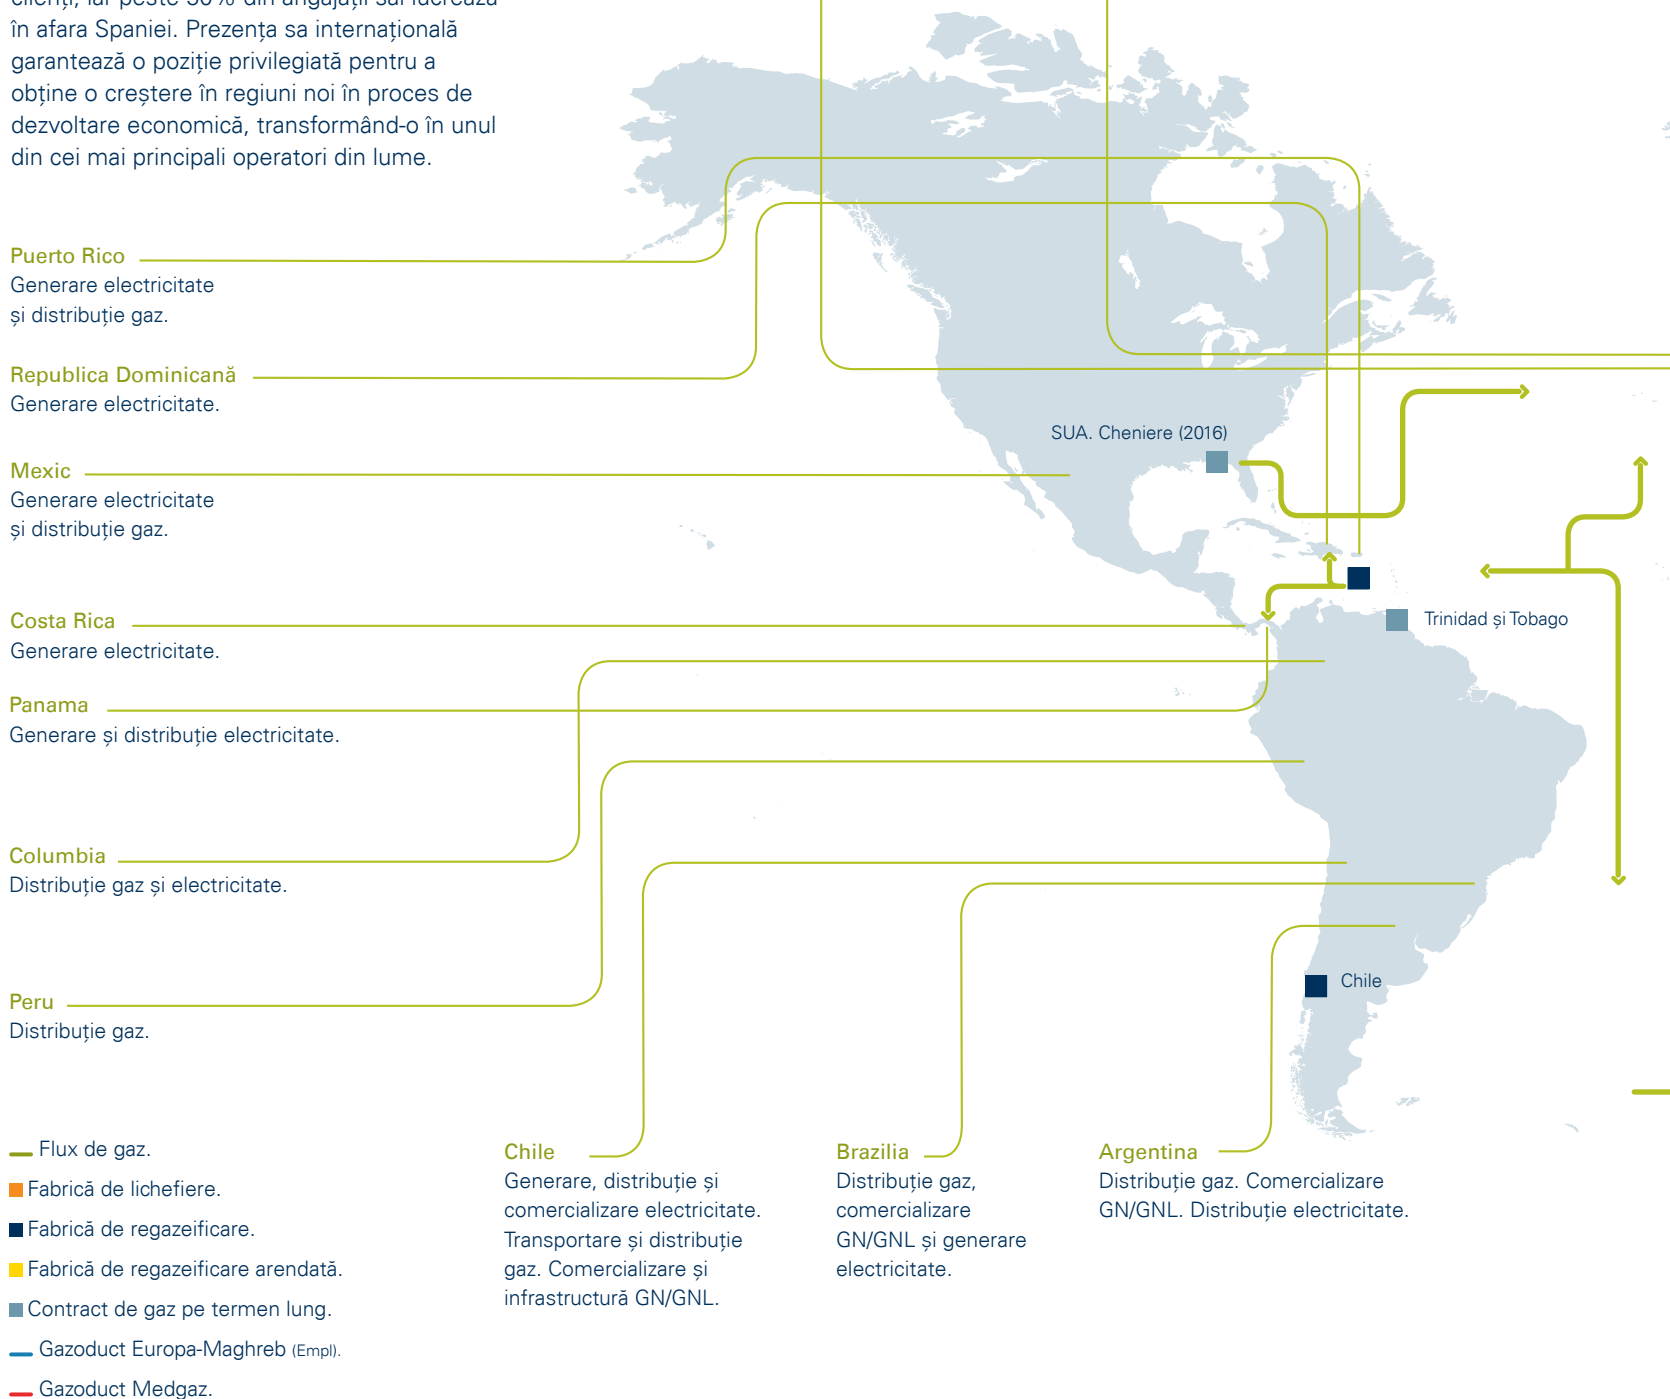 în afara Spaniei. Prezența sa internațională
garantează o poziție privilegiată pentru a
obține o creștere în regiuni noi în proces de
dezvoltare economică, transformând-o în unul
din cei mai principali operatori din lume.
Puerto Rico
Generare electricitate
și distribuție gaz.
Republica Dominicană
Generare electricitate.
Mexic
Generare electricitate
și distribuție gaz.
Costa Rica
Generare electricitate.
Panama
Generare și distribuție electricitate.
Columbia
Distribuție gaz și electricitate.
Peru
Distribuție gaz.
SUA. Cheniere (2016)
Trinidad și Tobago
Chile
Flux de gaz.
Fabrică de lichefiere.
Fabrică de regazeificare.
Fabrică de regazeificare arendată.
Contract de gaz pe termen lung.
Gazoduct Europa-Maghreb (Empl).
Gazoduct Medgaz.
Chile
Generare, distribuție și
comercializare electricitate.
Transportare și distribuție
gaz. Comercializare și
infrastructură GN/GNL.
Brazilia
Distribuție gaz,
comercializare
GN/GNL și generare
electricitate.
Argentina
Distribuție gaz. Comercializare
GN/GNL. Distribuție electricitate.